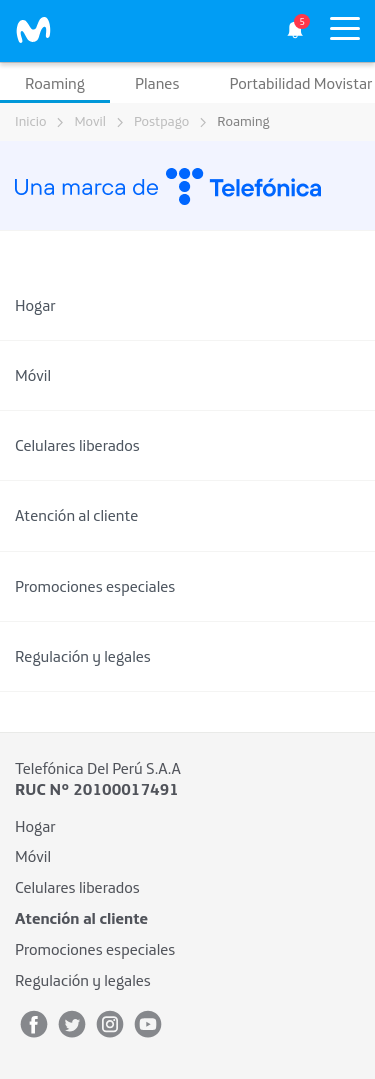 5
Roaming Planes Portabilidad Movistar
Inicio Movil Postpago Roaming
Una marca de Telefónica
Hogar
Móvil
Celulares liberados
Atención al cliente
Promociones especiales
Regulación y legales
Telefónica Del Perú S.A.A
RUC Nº 20100017491
Hogar
Móvil
Celulares liberados
Atención al cliente
Promociones especiales
Regulación y legales